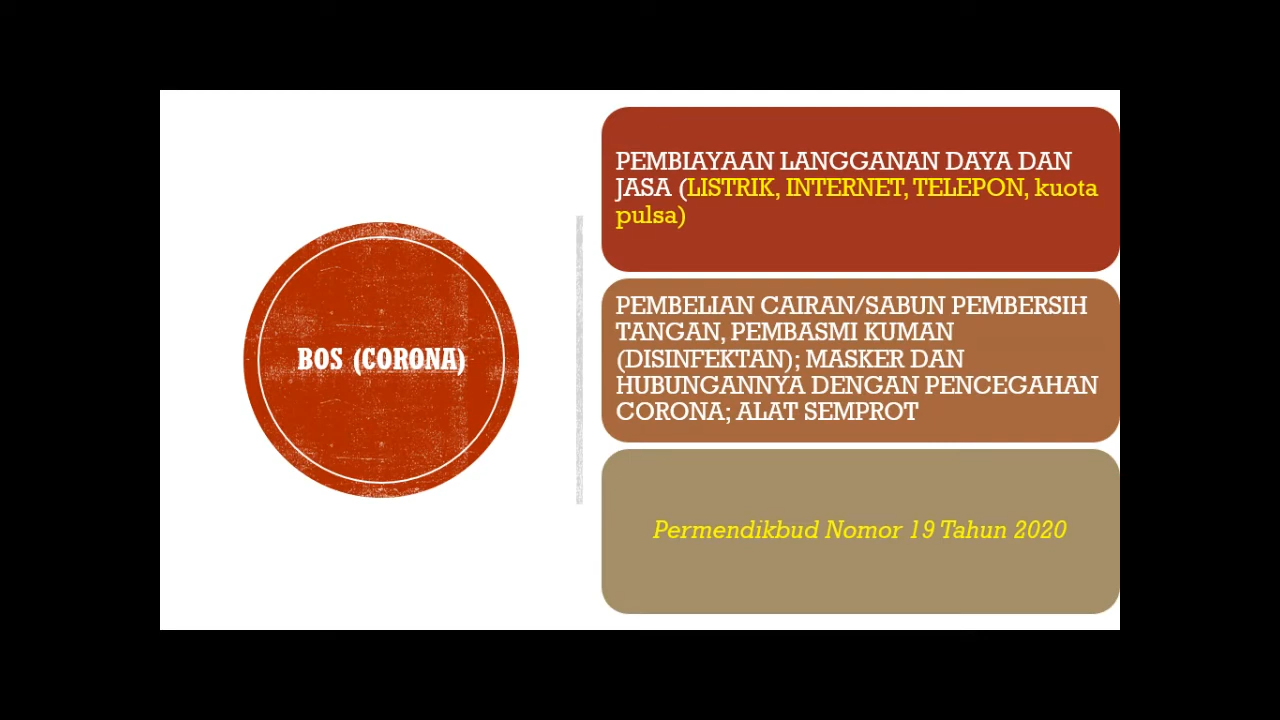 BOS (CORONA)
PEMBIAYAAN LANGGANAN DAYA DAN
JASA (LISTRIK, INTERNET, TELEPON, kuota
pulsa)
PEMBELIAN CAIRAN/SABUN PEMBERSIH
TANGAN, PEMBASMI KUMAN
(DISINFEKTAN); MASKER DAN
HUBUNGANNYA DENGAN PENCEGAHAN
CORONA; ALAT SEMPROT
Permendikbud Nomor 19 Tahun 2020